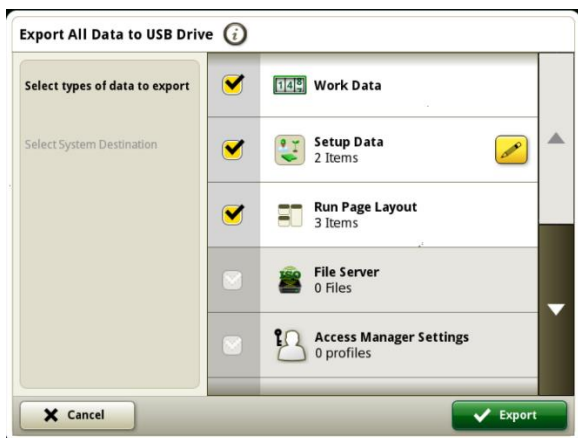 Export All Data to USB Drive
Select types of data to export
Select System Destination
Work Data
Setup Data
2 Items
Run Page Layout
3 Items
ISO
File Server
0 Files
Access Manager Settings
0 profiles
Cancel
Export